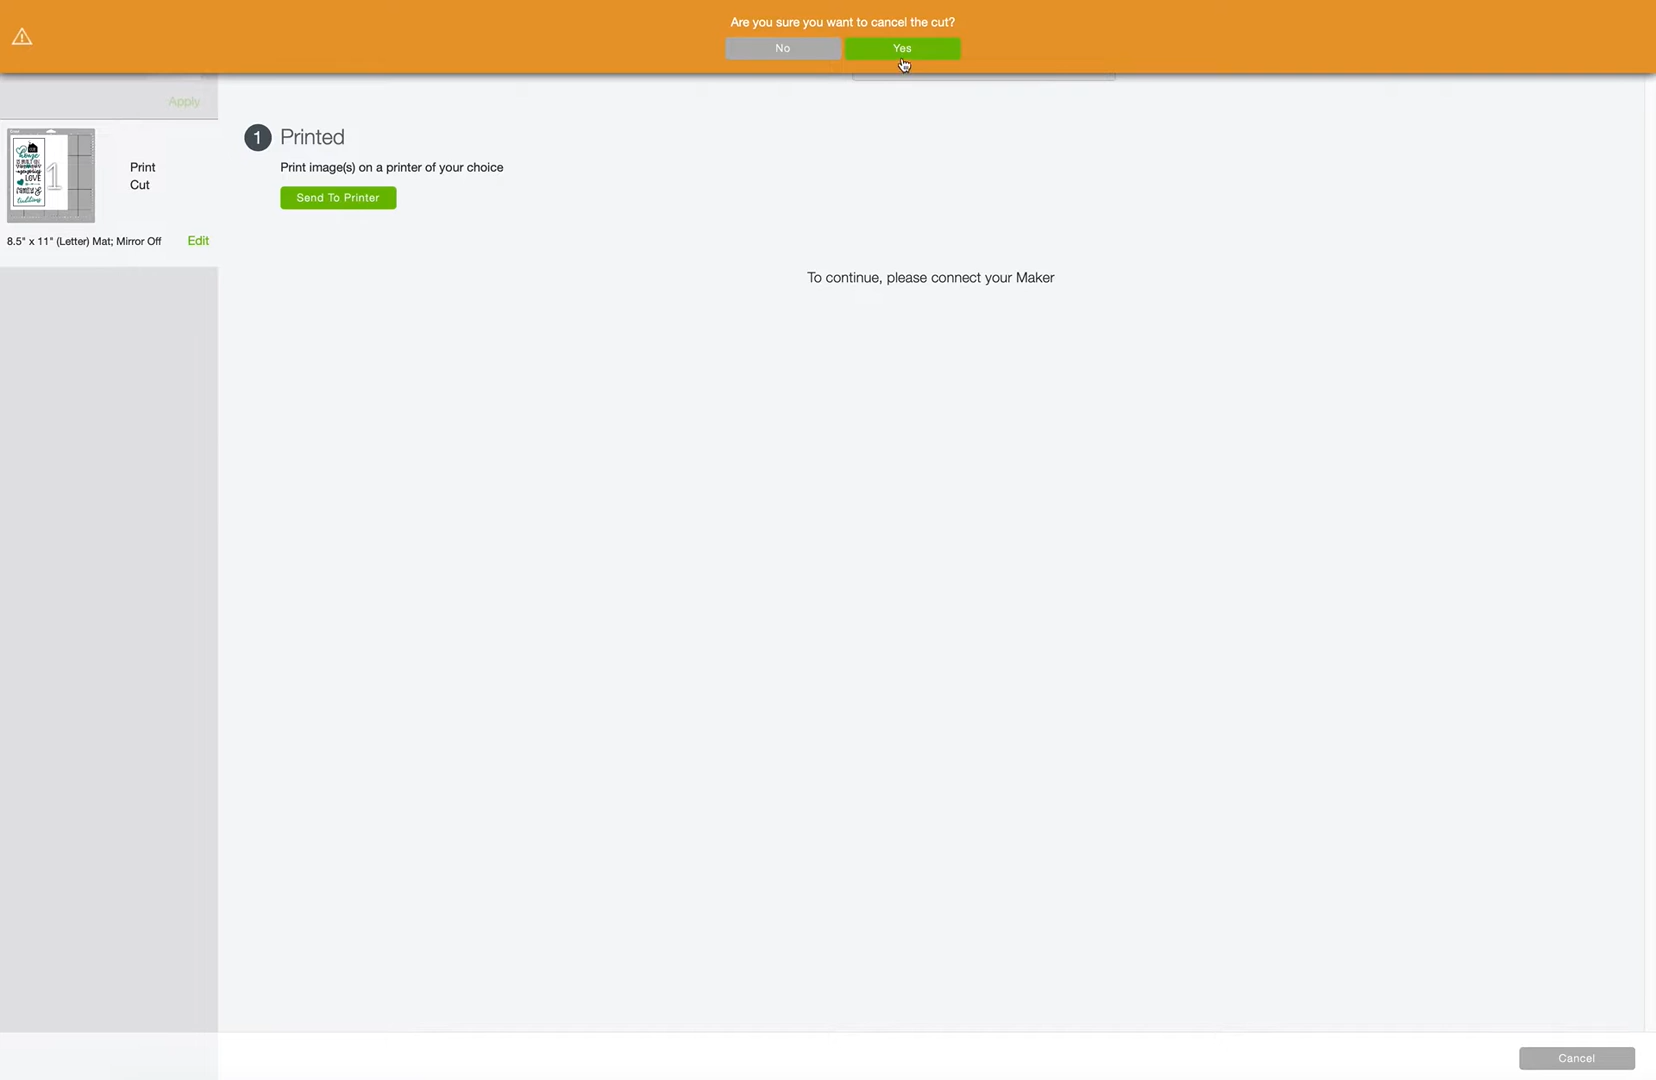 Are you sure you want to cancel the cut?
No
Yes
Apply
1
Printed
Print image(s) on a printer of your choice
Send To Printer
Print
Cut
LOVE
1
8.5" x 11" (Letter) Mat; Mirror Off
Edit
To continue, please connect your Maker
Cancel